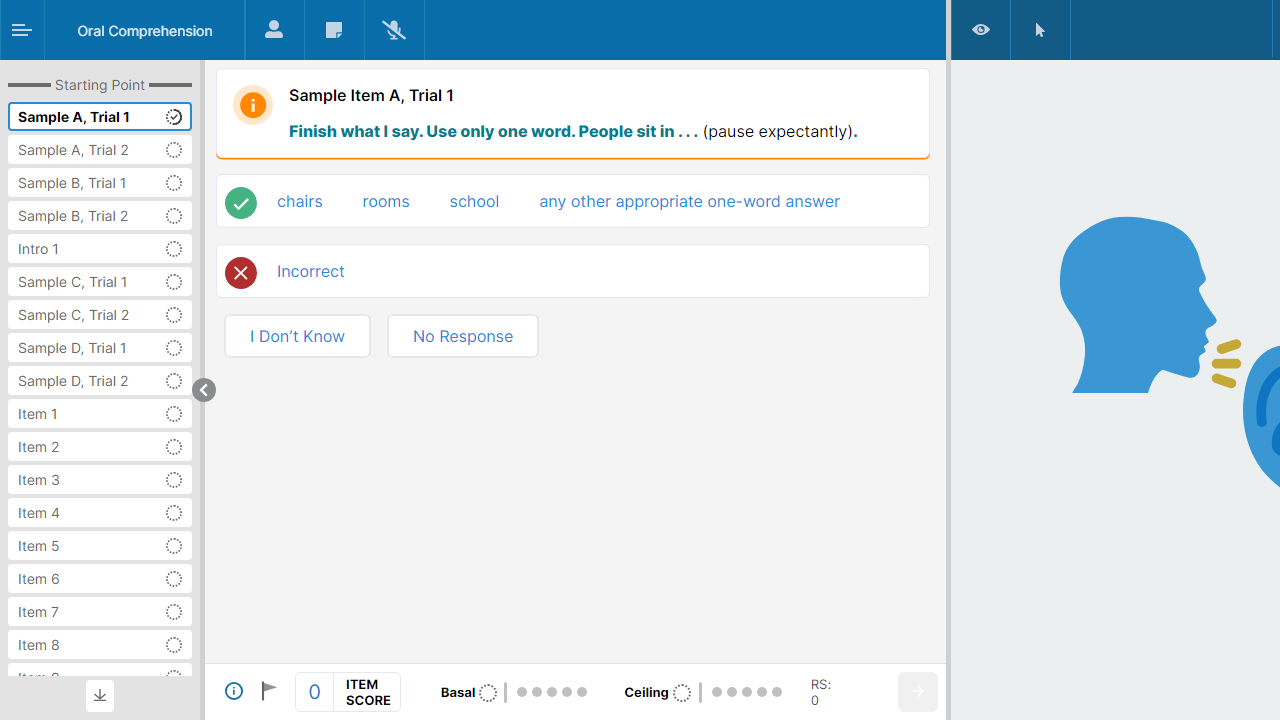 Oral Comprehension
Starting Point
Sample A, Trial 1
Sample A, Trial 2
Sample B, Trial 1
Sample B, Trial 2
Intro 1
Sample C, Trial 1
Sample C, Trial 2
Sample D, Trial 1
Sample D, Trial 2
Item 1
Item 2
Item 3
Item 4
Item 5
Item 6
Item 7
Item 8
Sample Item A, Trial 1
Finish what I say. Use only one word. People sit in . . . (pause expectantly).
chairs rooms school any other appropriate one-word answer
Incorrect
I Don’t Know No Response
0 ITEM SCORE
Basal
Ceiling
RS:
0